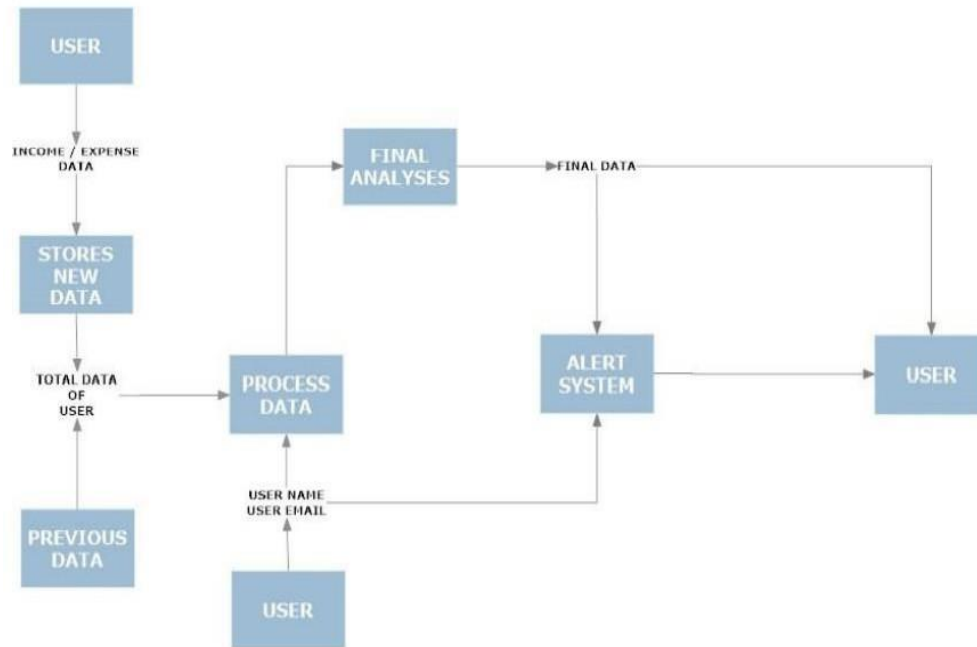 USER
INCOME / EXPENSE
DATA
FINAL
ANALYSES
FINAL DATA
STORES
NEW
DATA
TOTAL DATA
OF
USER
PROCESS
DATA
ALERT
SYSTEM
USER
USER NAME
USER EMAIL
PREVIOUS
DATA
USER